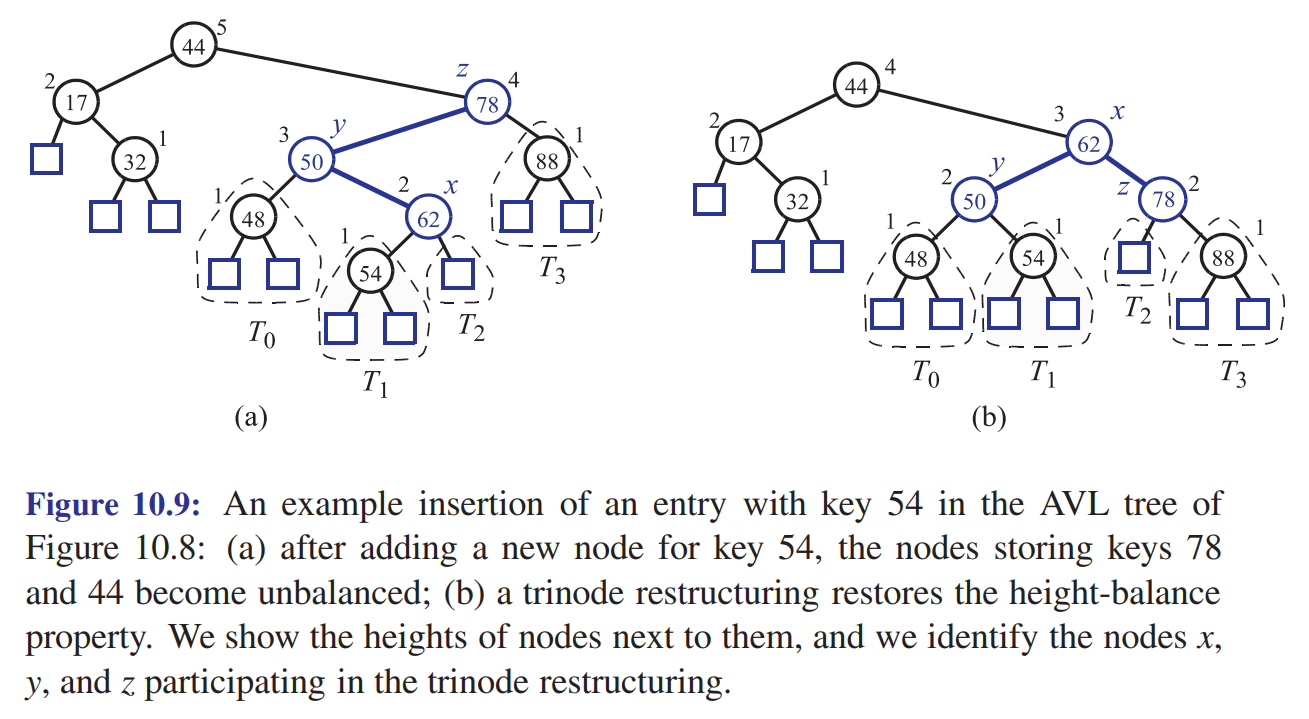 5
44
z
4
2
78
17
y
3
1
1
50
88
32
2
x
1
48
62
1
54
T3
T0
T2
T1
(a)
4
44
3
x
2
62
17
y
2
z
2
1
50
78
32
1
1
1
48
54
88
T2
T0
T1
T3
(b)
Figure 10.9: An example insertion of an entry with key 54 in the AVL tree of
Figure 10.8: (a) after adding a new node for key 54, the nodes storing keys 78
and 44 become unbalanced; (b) a trinode restructuring restores the height-balance
property. We show the heights of nodes next to them, and we identify the nodes x,
y, and z participating in the trinode restructuring.